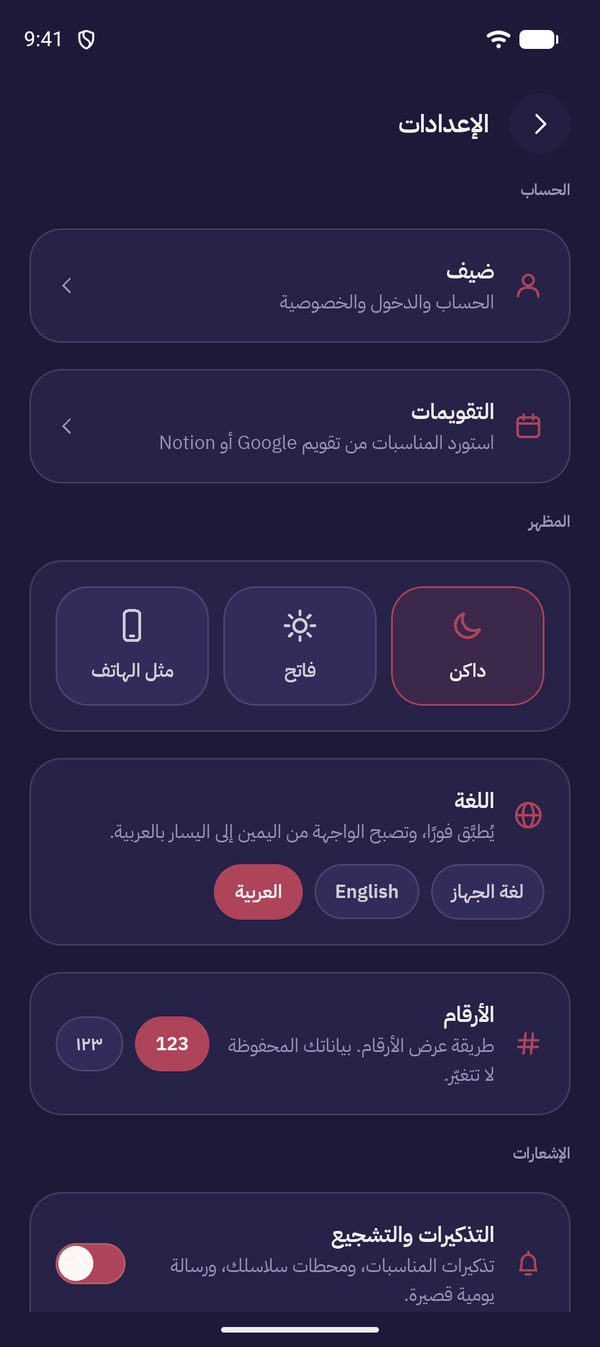 9:41
الإعدادات
الحساب
ضيف
الحساب والدخول والخصوصية
التقويمات
استورد المناسبات من تقويم Google أو Notion
المظهر
داكن
فاتح
مثل الهاتف
اللغة
يُطبَّق فورًا، وتصبح الواجهة من اليمين إلى اليسار بالعربية.
لغة الجهاز
English
العربية
الأرقام
طريقة عرض الأرقام. بياناتك المحفوظة
لا تتغيّر.
123
١٢٣
الإشعارات
التذكيرات والتشجيع
تذكيرات المناسبات، ومحطات سلاسلك، ورسالة
يومية قصيرة.